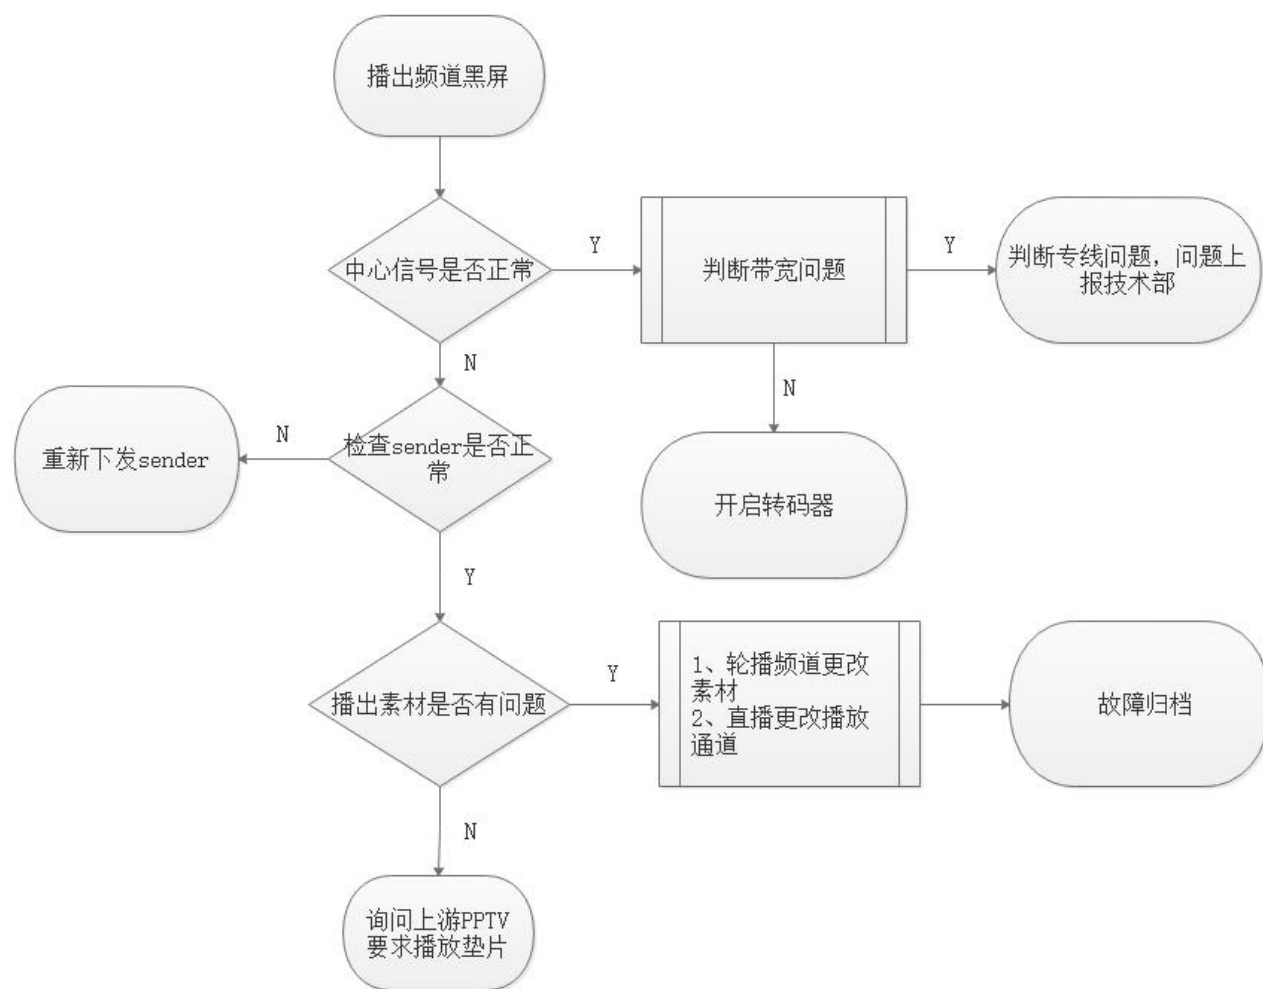 播出频道黑屏
中心信号是否正常
Y
判断带宽问题
Y
判断专线问题，问题上
报技术部
N
N
重新下发sender
N
检查sender是否正
常
开启转码器
Y
播出素材是否有问题
Y
1、轮播频道更改
素材
2、直播更改播放
通道
故障归档
N
询问上游PPTV
要求播放垫片